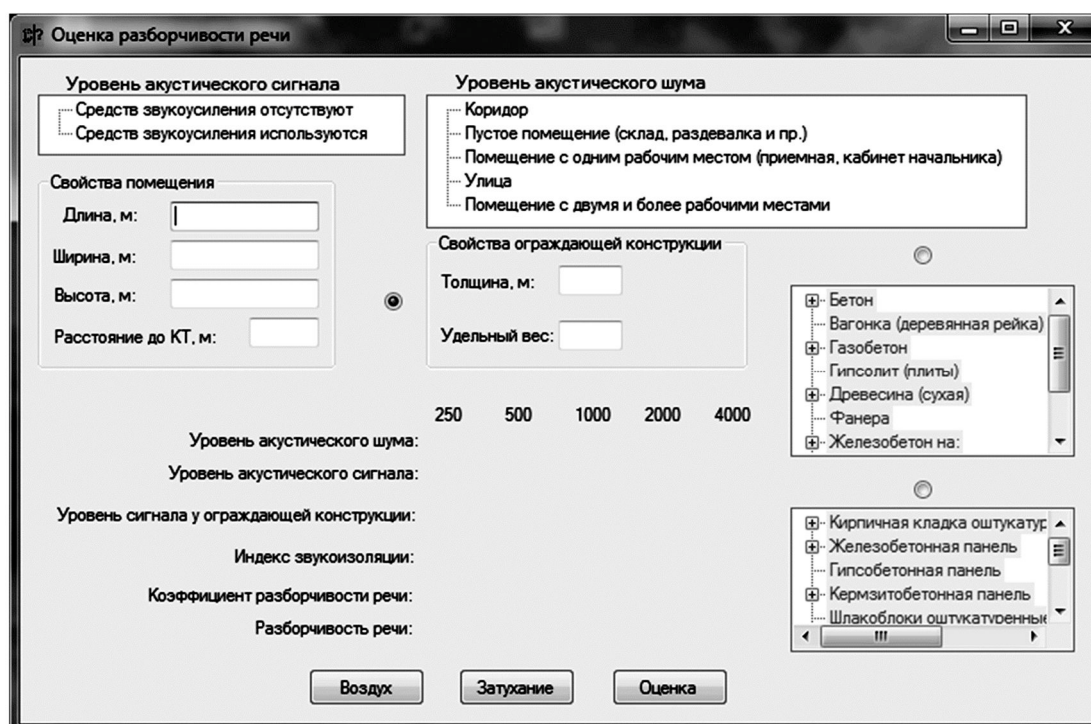 Оценка разборчивости речи
Уровень акустического сигнала
Средств звукоусиления отсутствуют
Средств звукоусиления используются
Уровень акустического шума
Коридор
Пустое помещение (склад, раздевалка и пр.)
Помещение с одним рабочим местом (приемная, кабинет начальника)
Улица
Помещение с двумя и более рабочими местами
Свойства помещения
Длина, м:
Ширина, м:
Высота, м:
Расстояние до КТ, м:
Свойства ограждающей конструкции
Толщина, м:
Удельный вес:
Бетон
Вагонка (деревянная рейка)
Газобетон
Гипсолит (плиты)
Древесина (сухая)
Фанера
Железобетон на:
250 500 1000 2000 4000
Уровень акустического шума:
Уровень акустического сигнала:
Уровень сигнала у ограждающей конструкции:
Индекс звукоизоляции:
Коэффициент разборчивости речи:
Разборчивость речи:
Кирпичная кладка оштукатур
Железобетонная панель
Гипсобетонная панель
Кермзитобетонная панель
Шлакоблоки оштукатуренные
Воздух Затухание Оценка